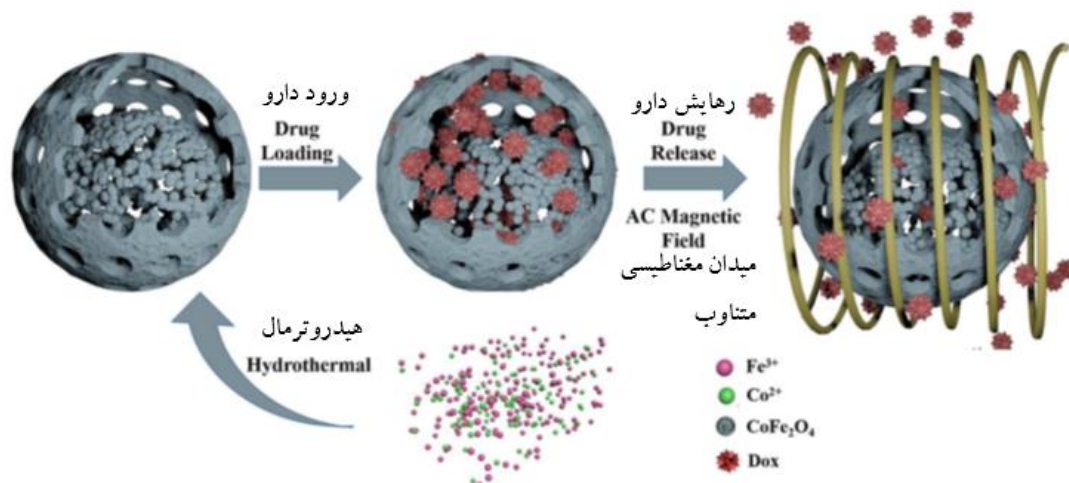 ورود دارو
Drug
Loading
رهایش دارو
Drug
Release
AC Magnetic
Field
میدان مغناطیسی
متناوب
هیدروترمال
Hydrothermal
Fe³⁺
Co²⁺
CoFe₂O₄
Dox